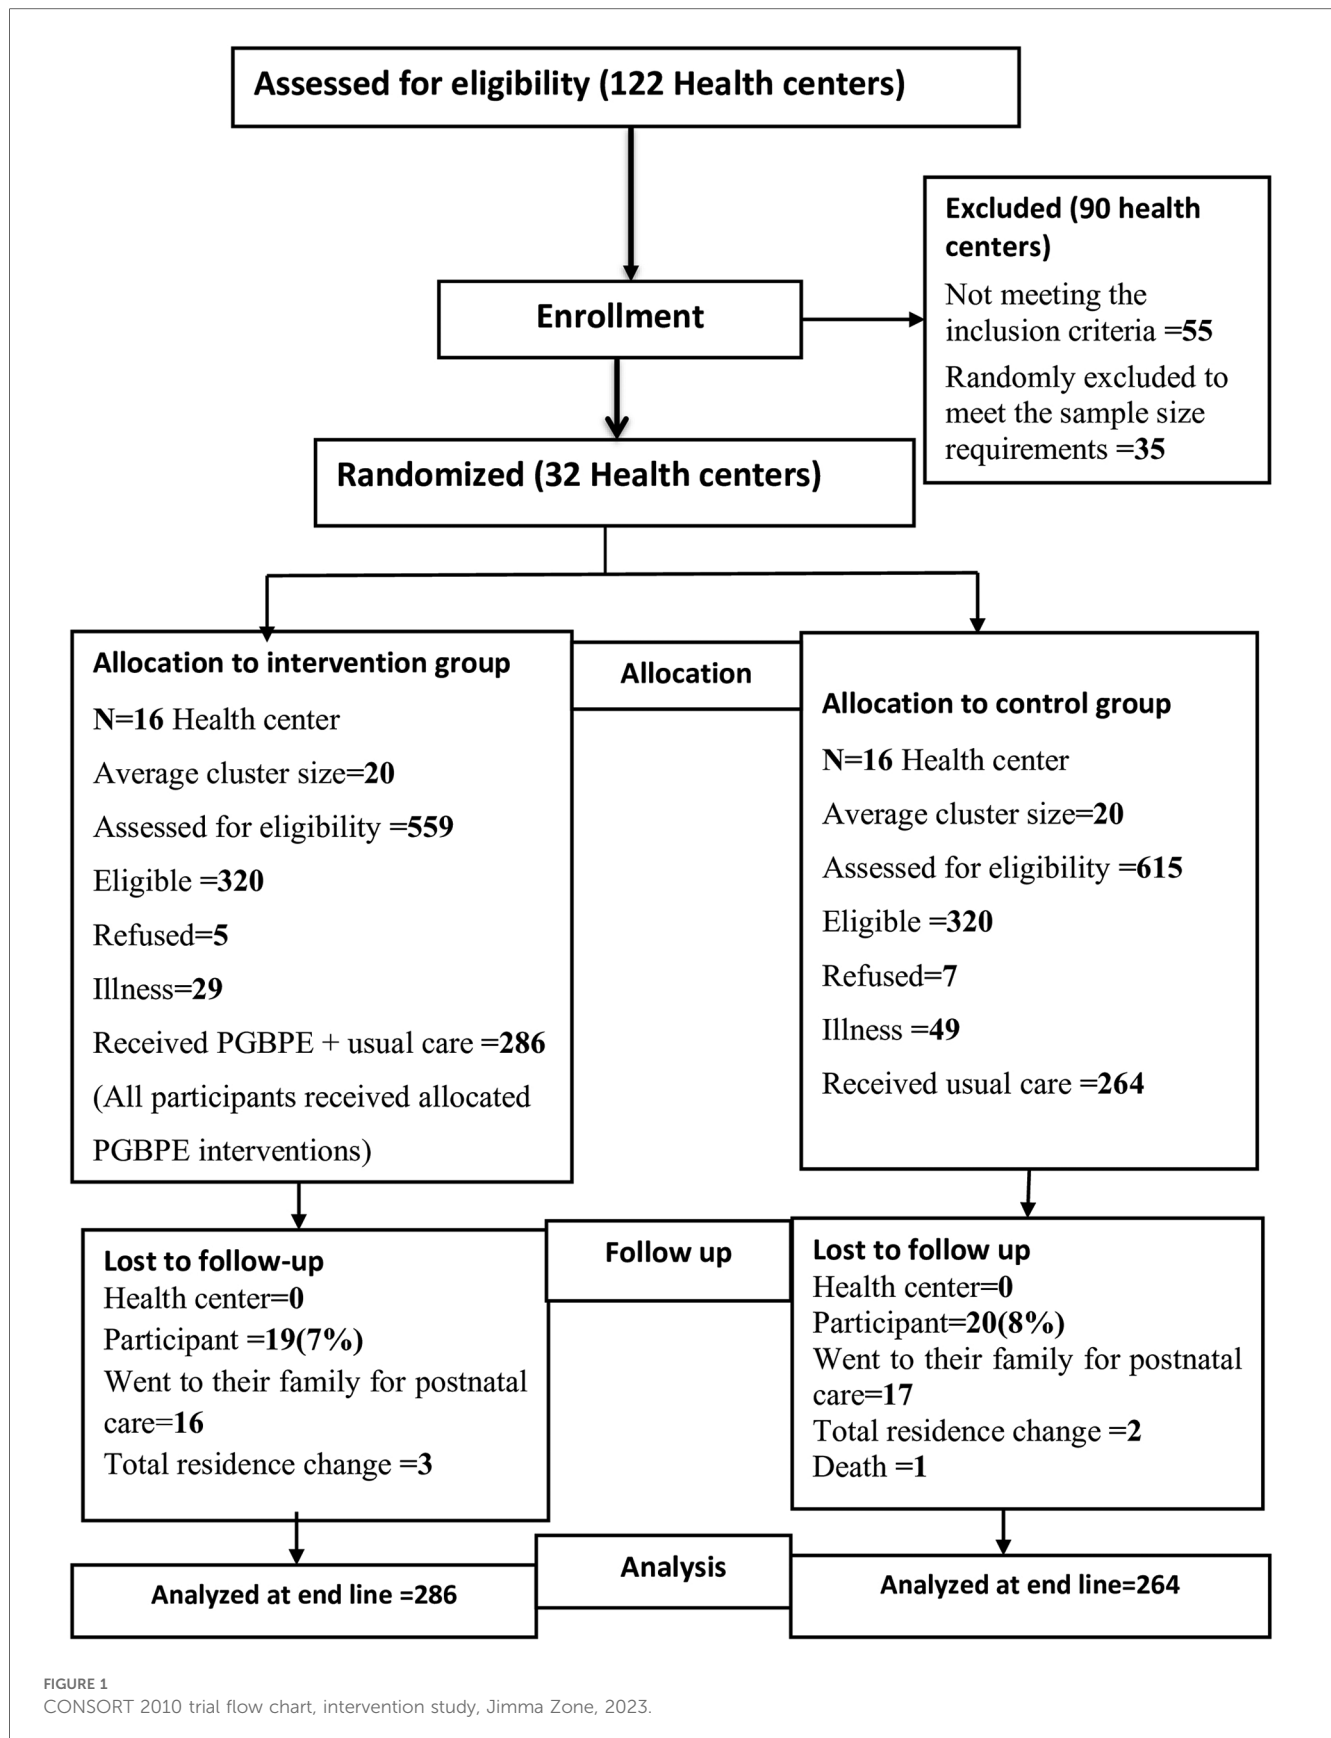 Assessed for eligibility (122 Health centers)
Excluded (90 health
centers)
Not meeting the
inclusion criteria =55
Randomly excluded to
meet the sample size
requirements =35
Enrollment
Randomized (32 Health centers)
Allocation to intervention group
N=16 Health center
Average cluster size=20
Assessed for eligibility =559
Eligible =320
Refused=5
Illness=29
Received PGBPE + usual care =286
(All participants received allocated
PGBPE interventions)
Allocation
Allocation to control group
N=16 Health center
Average cluster size=20
Assessed for eligibility =615
Eligible =320
Refused=7
Illness =49
Received usual care =264
Lost to follow-up
Health center=0
Participant =19(7%)
Went to their family for postnatal
care=16
Total residence change =3
Follow up
Lost to follow up
Health center=0
Participant=20(8%)
Went to their family for postnatal
care=17
Total residence change =2
Death =1
Analyzed at end line =286
Analysis
Analyzed at end line=264
FIGURE 1
CONSORT 2010 trial flow chart, intervention study, Jimma Zone, 2023.